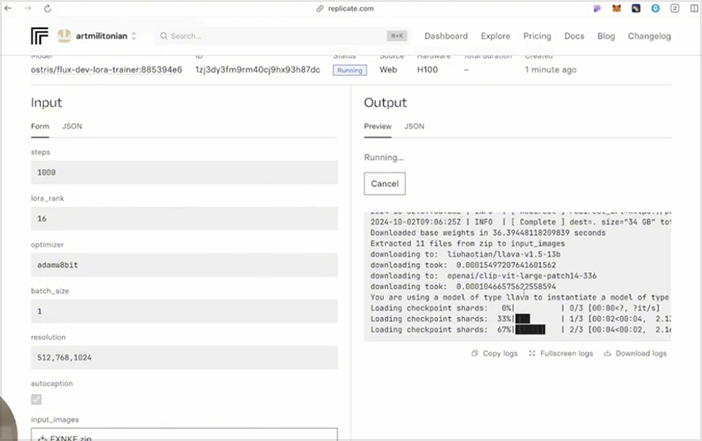 replicate.com
artmilitonian
Search...
⌘+K
Dashboard
Explore
Pricing
Docs
Blog
Changelog
Model
ID
Status
Source
Hardware
Total duration
Created
ostris/flux-dev-lora-trainer:885394e6
1zj3dy3fm9rm40cj9hx93h87dc
Running
Web
H100
–
1 minute ago
Input
Form
JSON
steps
1000
lora_rank
16
optimizer
adamw8bit
batch_size
1
resolution
512,768,1024
autocaption
input_images
FXNKE.zip
Output
Preview
JSON
Running...
Cancel
2024-10-02T09:06:25Z | INFO | [ Complete ] dest=. size="34 GB" tot
Downloaded base weights in 36.39448118209839 seconds
Extracted 11 files from zip to input_images
downloading to: liuhaotian/llava-v1.5-13b
downloading took: 0.00015497207641601562
downloading to: openai/clip-vit-large-patch14-336
downloading took: 0.00010466575622558594
You are using a model of type llava to instantiate a model of type
Loading checkpoint shards: 0%| | 0/3 [00:00<?, ?it/s]
Loading checkpoint shards: 33%| | 1/3 [00:02<00:04, 2.1
Loading checkpoint shards: 67%| | 2/3 [00:04<00:02, 2.1
Copy logs
Fullscreen logs
Download logs